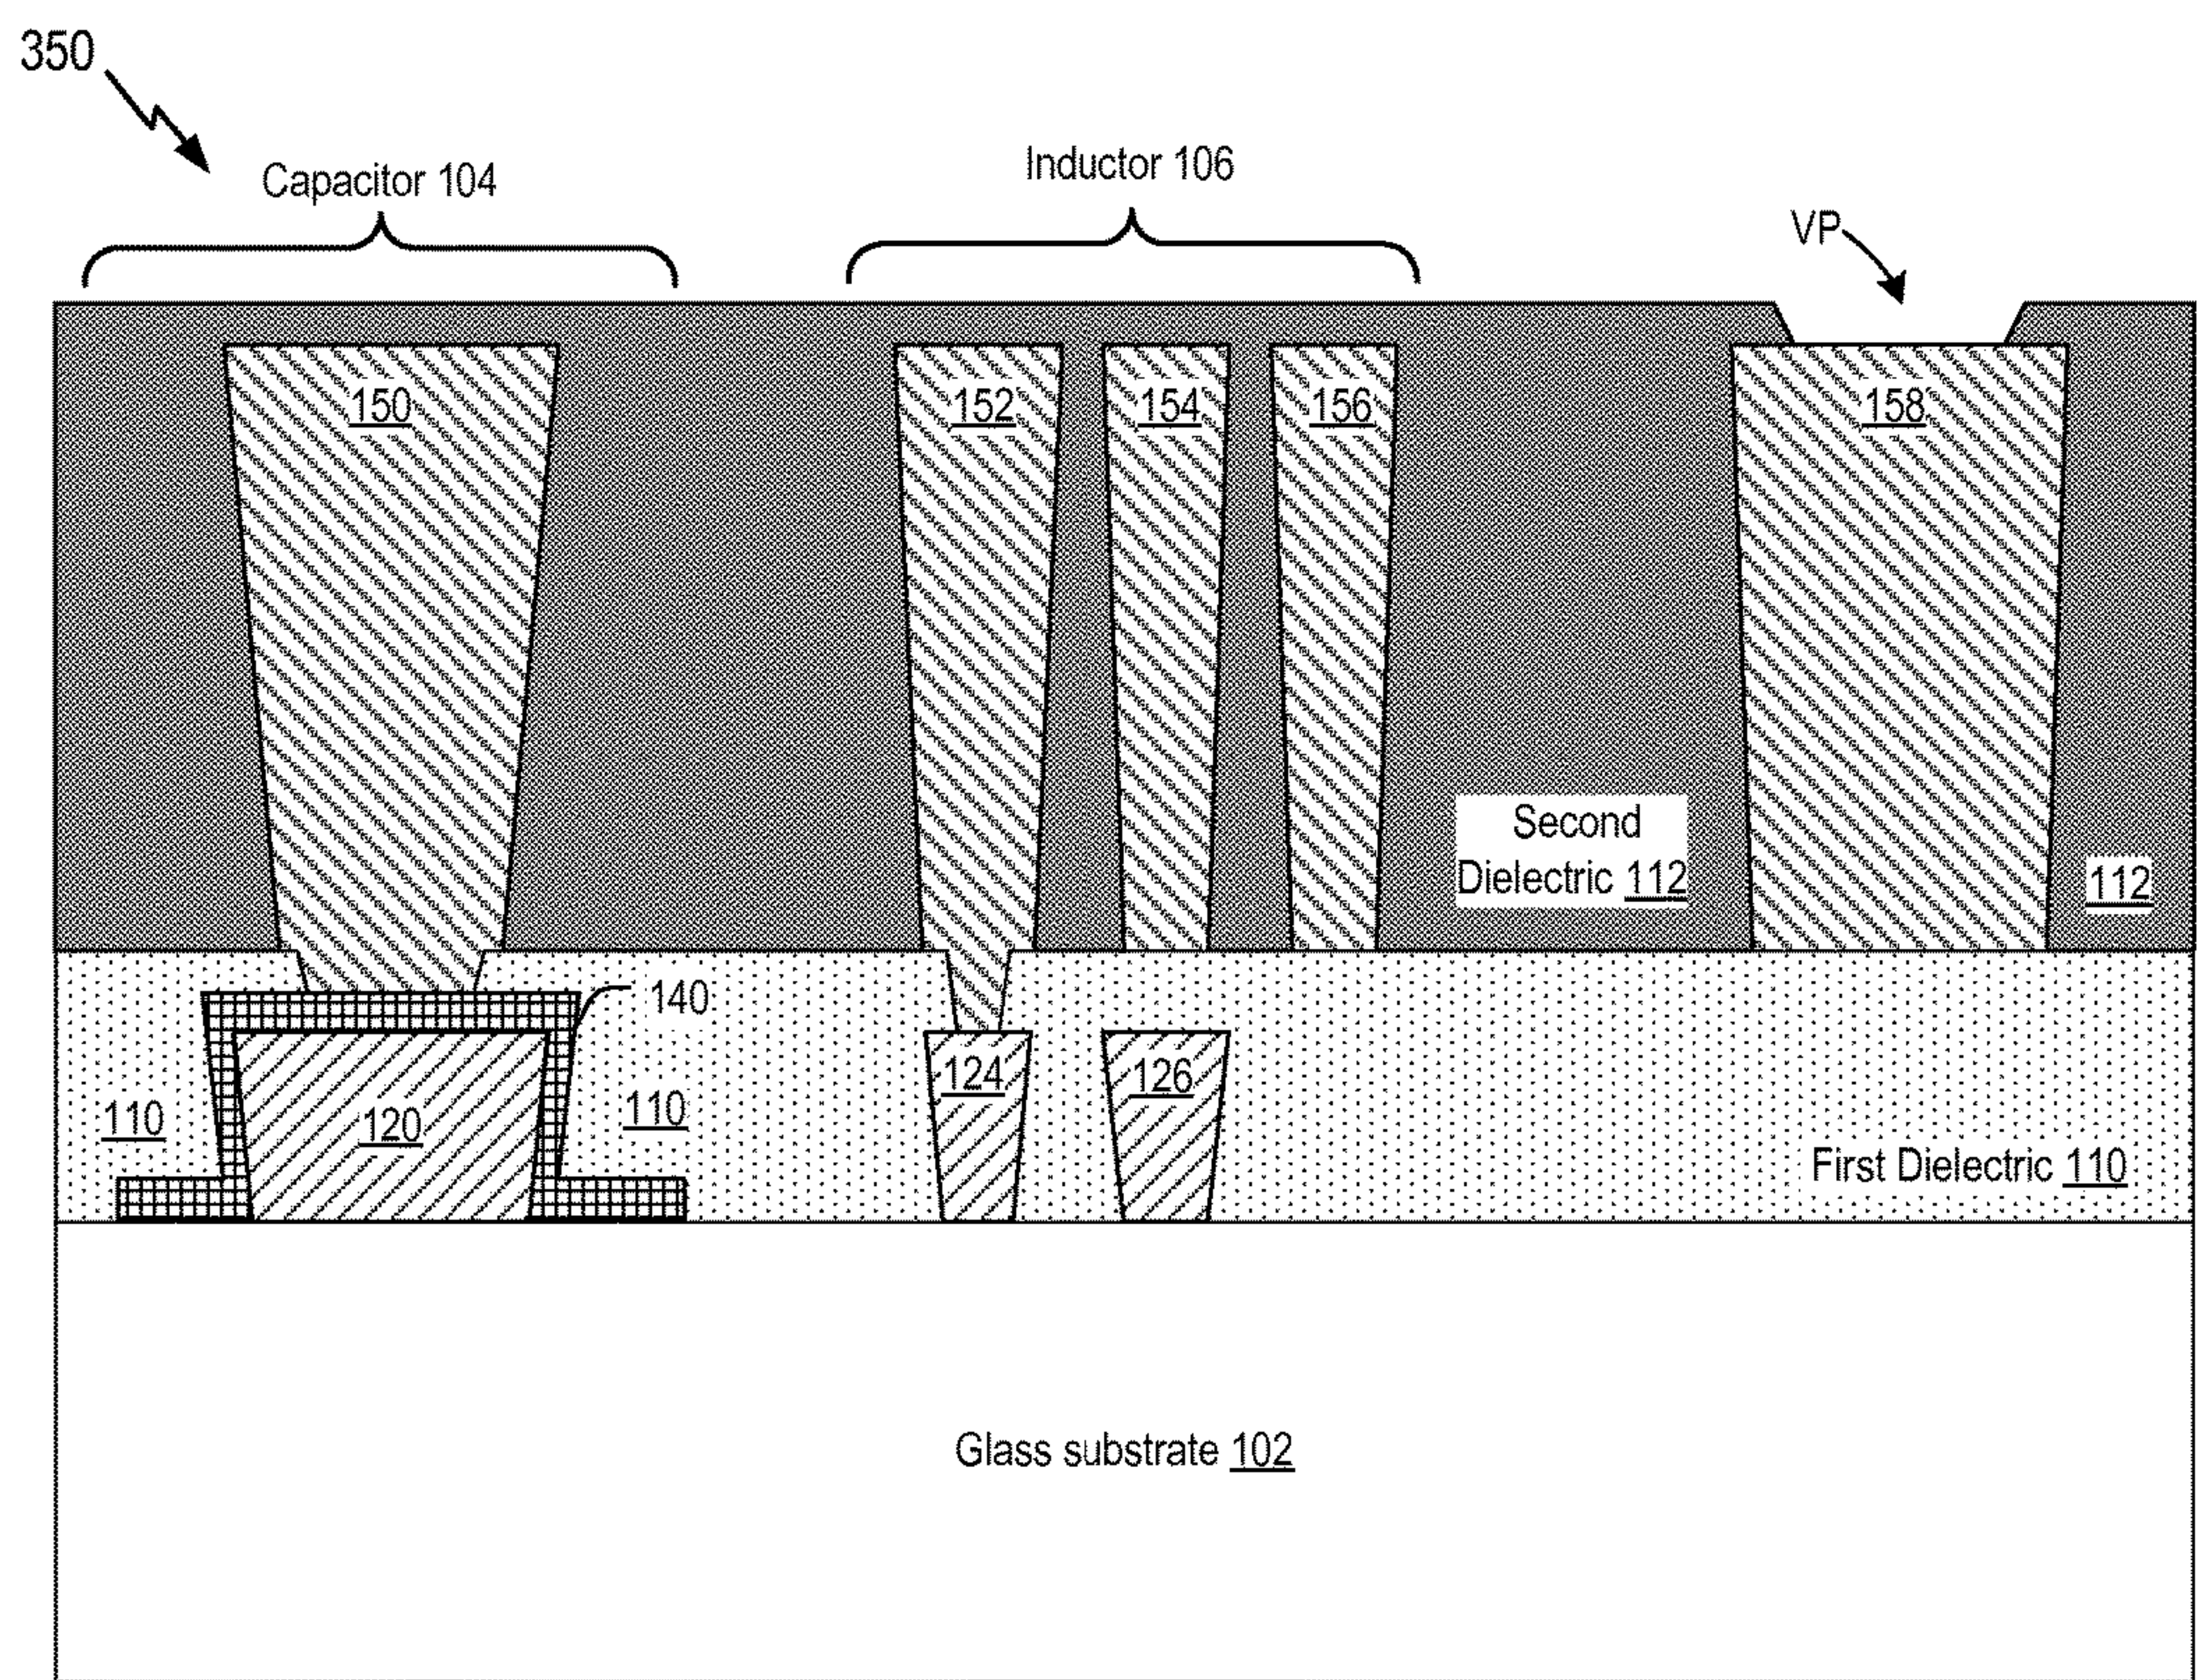 350
Capacitor 104
Inductor 106
VP
150
152
154
156
158
Second
Dielectric 112
112
140
124
126
110
120
110
First Dielectric 110
Glass substrate 102